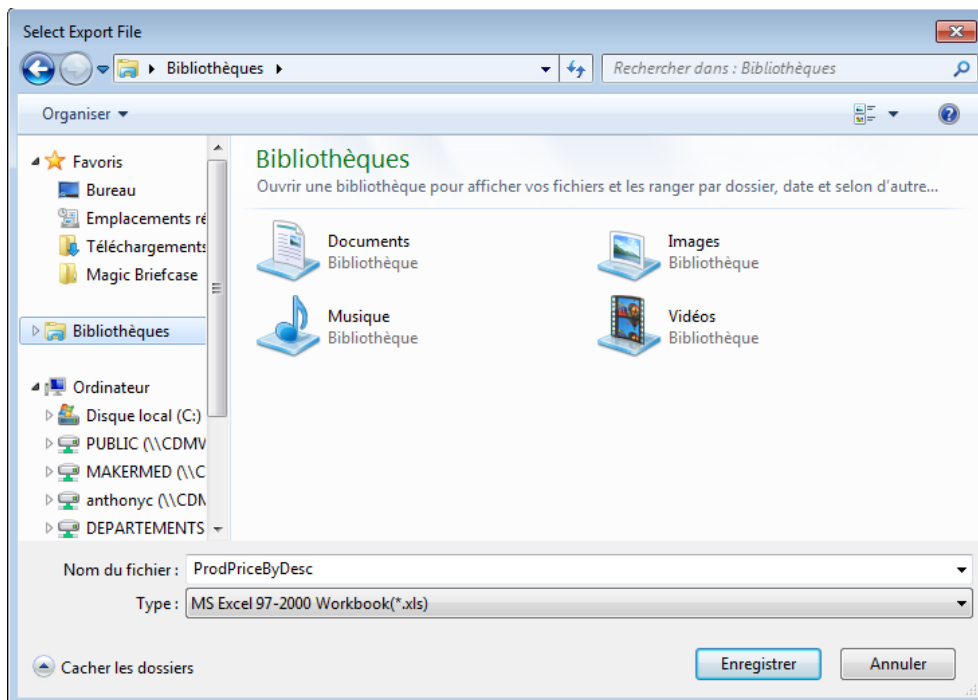 Select Export File
Bibliothèques
Rechercher dans : Bibliothèques
Organiser
Favoris
Bureau
Emplacements ré
Téléchargements
Magic Briefcase
Bibliothèques
Ordinateur
Disque local (C:)
PUBLIC (\\CDMV
MAKERMED (\\C
anthonyc (\\CDM
DEPARTEMENTS
Bibliothèques
Ouvrir une bibliothèque pour afficher vos fichiers et les ranger par dossier, date et selon d'autre...
Documents
Bibliothèque
Images
Bibliothèque
Musique
Bibliothèque
Vidéos
Bibliothèque
Nom du fichier : ProdPriceByDesc
Type : MS Excel 97-2000 Workbook(*.xls)
Cacher les dossiers
Enregistrer
Annuler